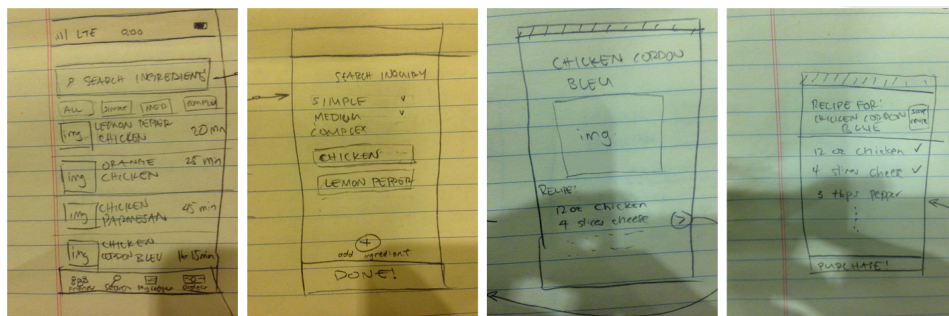 LTE 9:00
SEARCH INGREDIENTS
ALL
SIMPLE
MED
COMPLEX
img
LEMON PEPPER
CHICKEN
20 min
img
ORANGE
CHICKEN
25 min
img
CHICKEN
PARMESAN
45 min
img
CHICKEN
CORDON BLEU
1hr 15min
SEARCH INQUIRY
SIMPLE
MEDIUM
COMPLEX
CHICKEN
LEMON PEPPER
+
add ingredient
DONE!
CHICKEN CORDON
BLEU
img
RECIPE:
12 oz chicken
4 slices cheese
>
RECIPE FOR:
CHICKEN CORDON
BLUE
12 oz chicken ✓
4 slices cheese ✓
3 tbps pepper
PURCHASE!